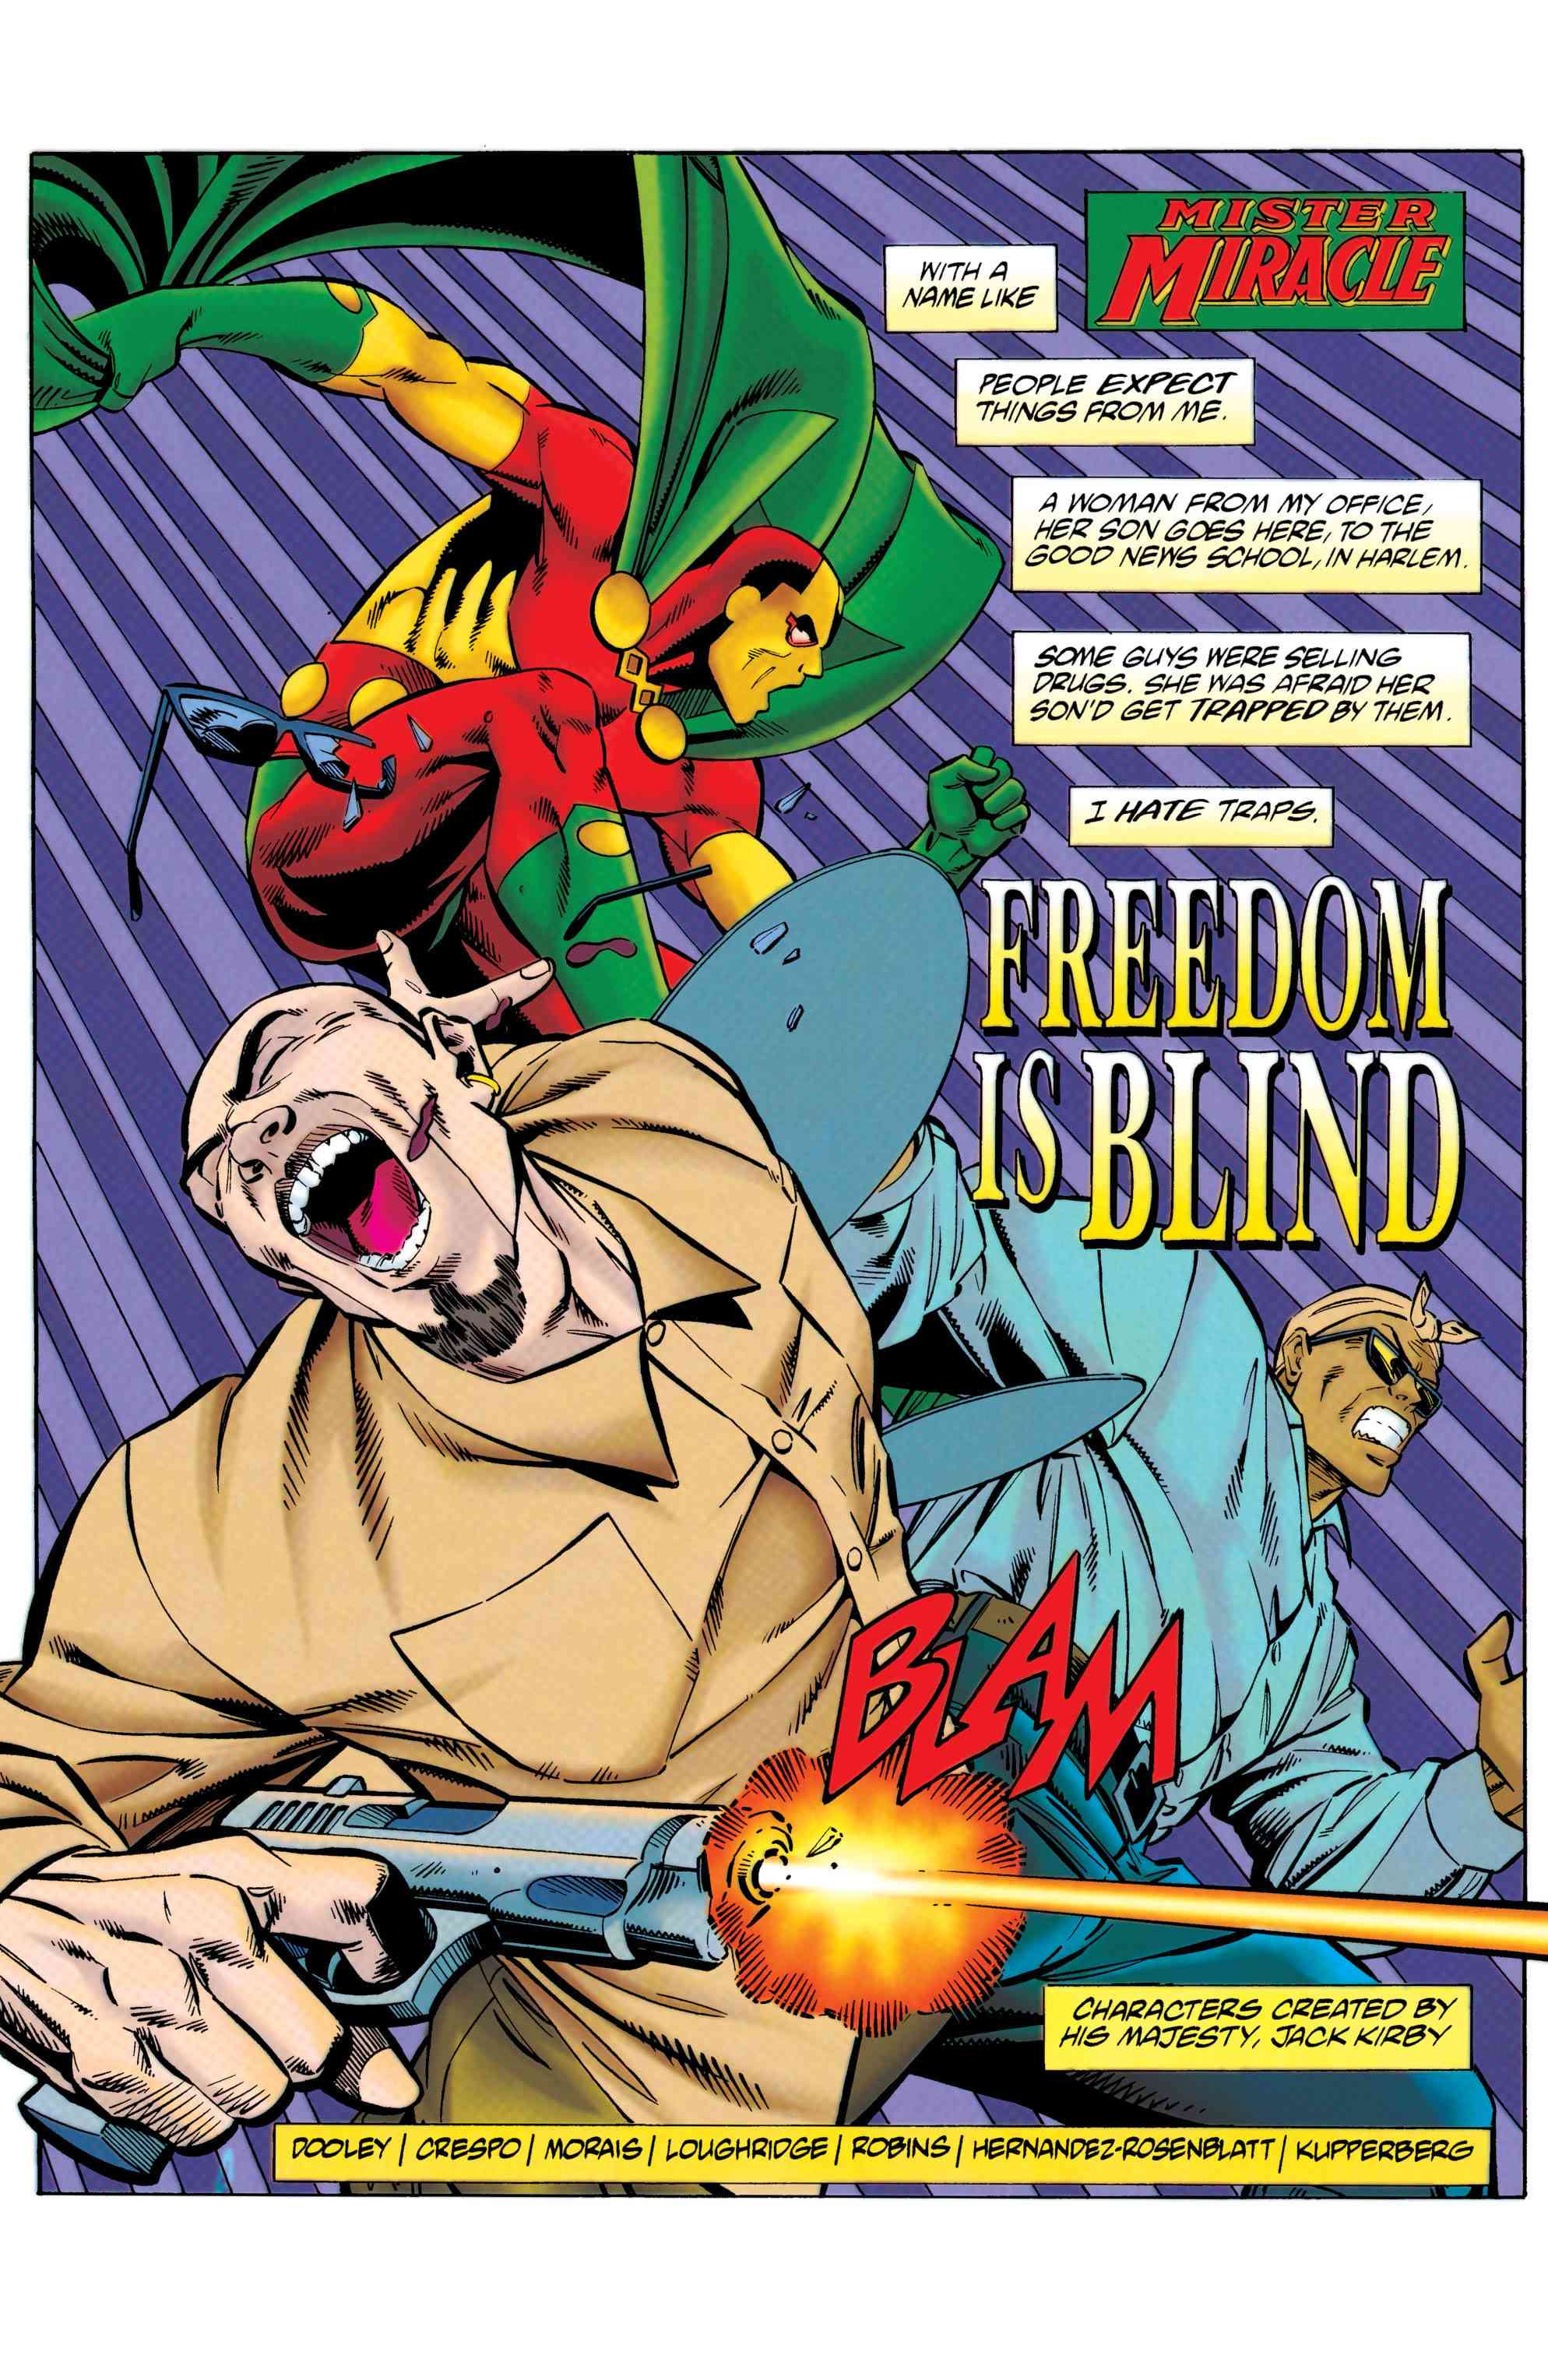 WITH A
NAME LIKE
MISTER
MIRACLE
PEOPLE EXPECT
THINGS FROM ME.
A WOMAN FROM MY OFFICE,
HER SON GOES HERE, TO THE
GOOD NEWS SCHOOL, IN HARLEM.
SOME GUYS WERE SELLING
DRUGS. SHE WAS AFRAID HER
SON'D GET TRAPPED BY THEM.
I HATE TRAPS.
FREEDOM
IS BLIND
BLAM
CHARACTERS CREATED BY
HIS MAJESTY, JACK KIRBY
DOOLEY | CRESPO | MORAIS | LOUGHRIDGE | ROBINS | HERNANDEZ-ROSENBLATT | KUPPERBERG